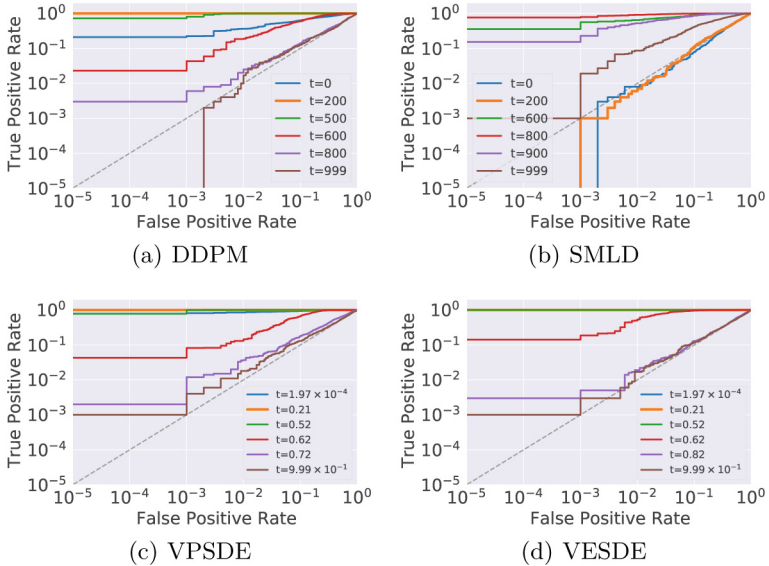 True Positive Rate
10⁰
10⁻¹
10⁻²
10⁻³
10⁻⁴
10⁻⁵
t=0
t=200
t=500
t=600
t=800
t=999
10⁻⁵ 10⁻⁴ 10⁻³ 10⁻² 10⁻¹ 10⁰
False Positive Rate
(a) DDPM
True Positive Rate
10⁰
10⁻¹
10⁻²
10⁻³
10⁻⁴
10⁻⁵
t=0
t=200
t=600
t=800
t=900
t=999
10⁻⁵ 10⁻⁴ 10⁻³ 10⁻² 10⁻¹ 10⁰
False Positive Rate
(b) SMLD
True Positive Rate
10⁰
10⁻¹
10⁻²
10⁻³
10⁻⁴
10⁻⁵
t=1.97 × 10⁻⁴
t=0.21
t=0.52
t=0.62
t=0.72
t=9.99 × 10⁻¹
10⁻⁵ 10⁻⁴ 10⁻³ 10⁻² 10⁻¹ 10⁰
False Positive Rate
(c) VPSDE
True Positive Rate
10⁰
10⁻¹
10⁻²
10⁻³
10⁻⁴
10⁻⁵
t=1.97 × 10⁻⁴
t=0.21
t=0.52
t=0.62
t=0.82
t=9.99 × 10⁻¹
10⁻⁵ 10⁻⁴ 10⁻³ 10⁻² 10⁻¹ 10⁰
False Positive Rate
(d) VESDE